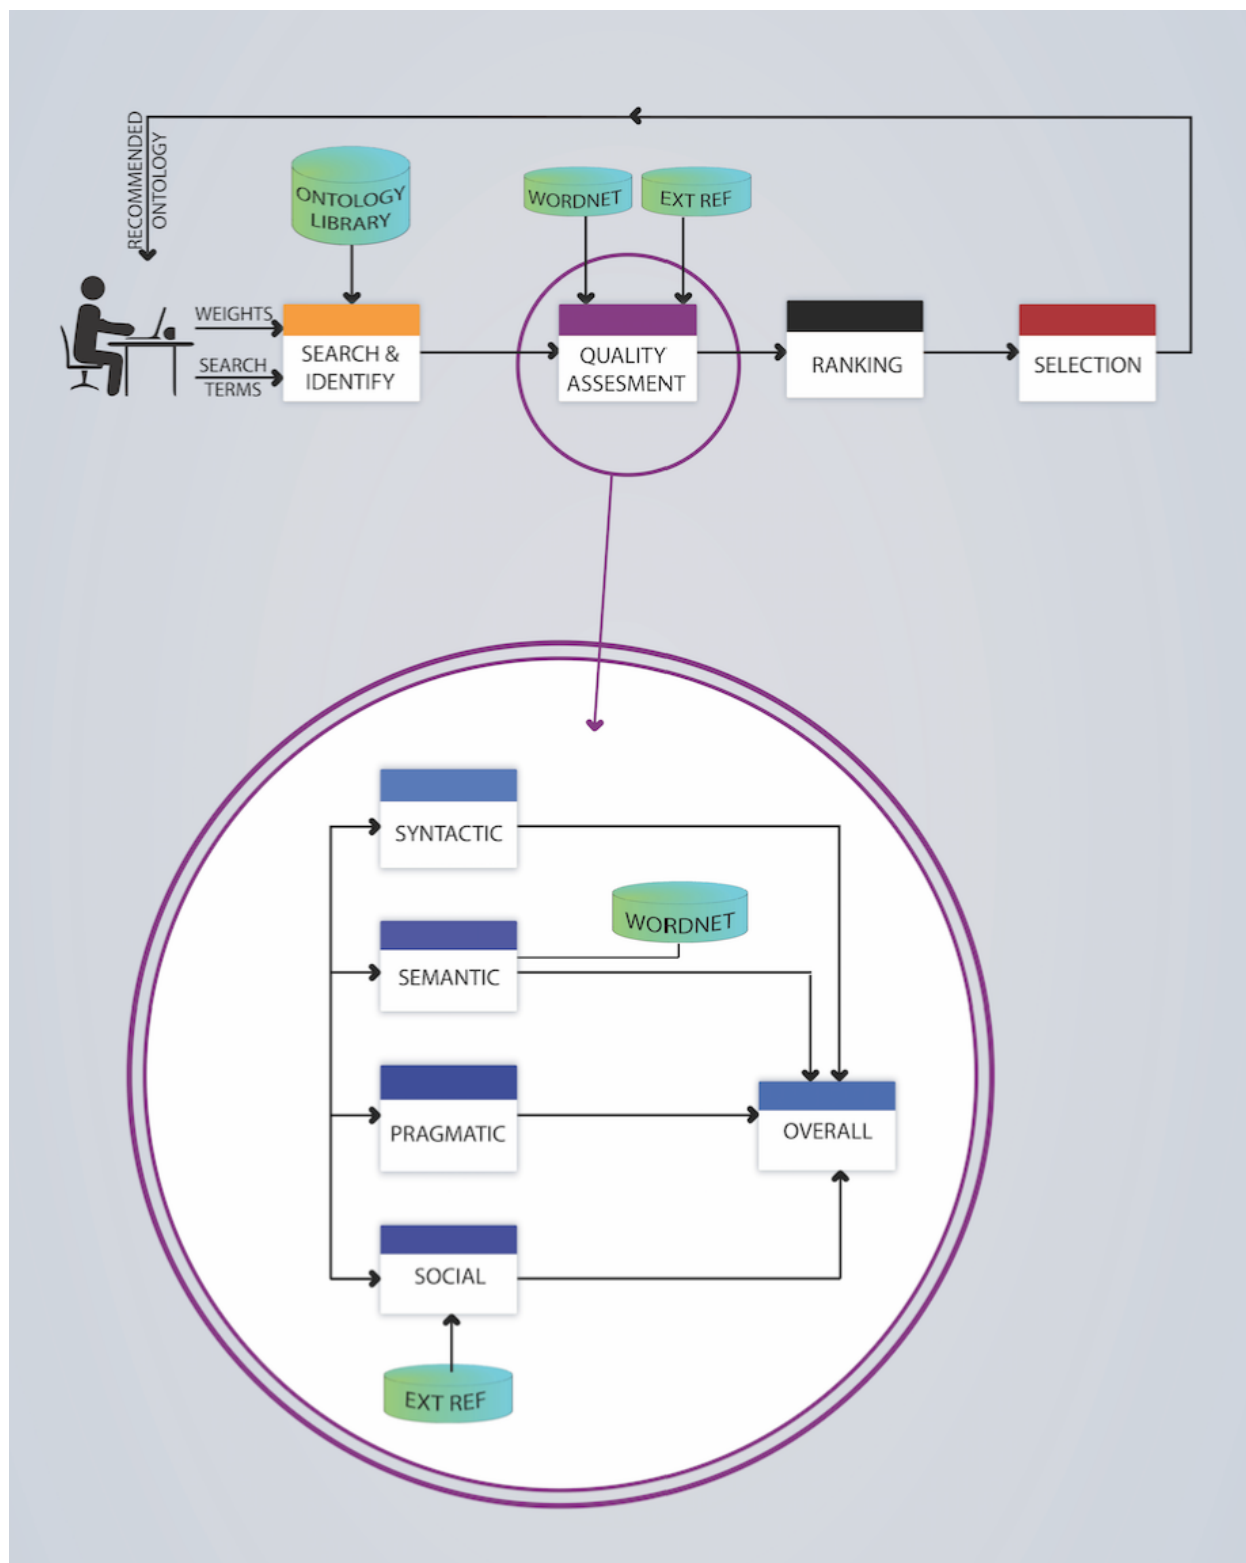 RECOMMENDED
ONTOLOGY
ONTOLOGY
LIBRARY
WORDNET
EXT REF
WEIGHTS
SEARCH
TERMS
SEARCH &
IDENTIFY
QUALITY
ASSESMENT
RANKING
SELECTION
SYNTACTIC
WORDNET
SEMANTIC
PRAGMATIC
OVERALL
SOCIAL
EXT REF